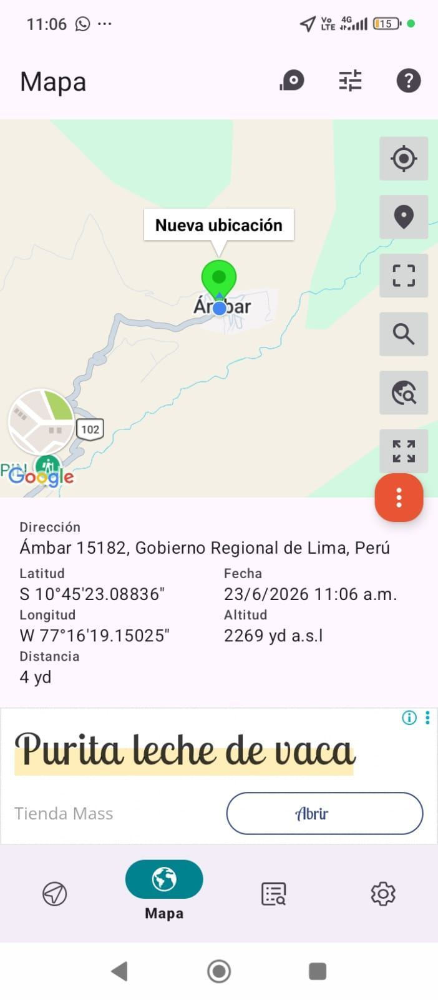 11:06
Vo LTE 4G 15
Mapa
Nueva ubicación
Ámbar
102
PIN
Google
Dirección
Ámbar 15182, Gobierno Regional de Lima, Perú
Latitud Fecha
S 10°45'23.08836" 23/6/2026 11:06 a.m.
Longitud Altitud
W 77°16'19.15025" 2269 yd a.s.l
Distancia
4 yd
Purita leche de vaca
Tienda Mass Abrir
Mapa